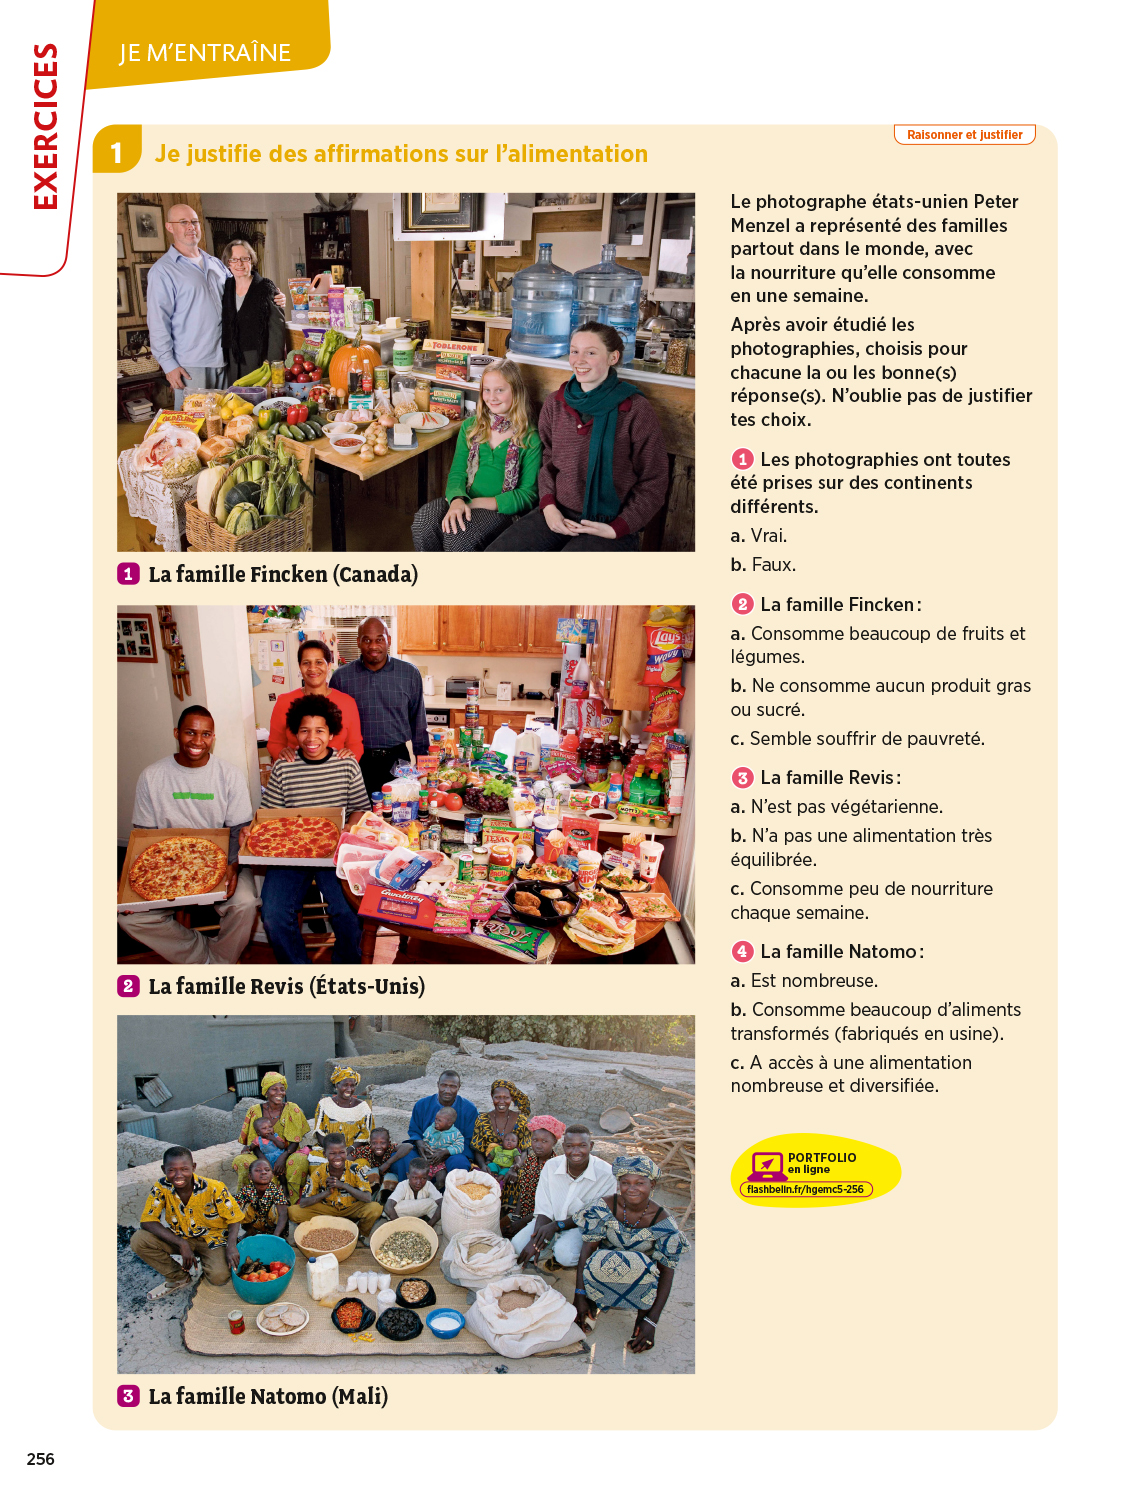 EXERCICES
JE M'ENTRAÎNE
1 Je justifie des affirmations sur l'alimentation
Raisonner et justifier
TOBLERONE
Lays
Wavy
TEXAS
MOTT'S
BURGER
KING
1 La famille Fincken (Canada)
2 La famille Revis (États-Unis)
3 La famille Natomo (Mali)
Le photographe états-unien Peter
Menzel a représenté des familles
partout dans le monde, avec
la nourriture qu'elle consomme
en une semaine.
Après avoir étudié les
photographies, choisis pour
chacune la ou les bonne(s)
réponse(s). N'oublie pas de justifier
tes choix.
1 Les photographies ont toutes
été prises sur des continents
différents.
a. Vrai.
b. Faux.
2 La famille Fincken :
a. Consomme beaucoup de fruits et
légumes.
b. Ne consomme aucun produit gras
ou sucré.
c. Semble souffrir de pauvreté.
3 La famille Revis :
a. N'est pas végétarienne.
b. N'a pas une alimentation très
équilibrée.
c. Consomme peu de nourriture
chaque semaine.
4 La famille Natomo :
a. Est nombreuse.
b. Consomme beaucoup d'aliments
transformés (fabriqués en usine).
c. A accès à une alimentation
nombreuse et diversifiée.
PORTFOLIO
en ligne
flashbelin.fr/hgemc5-256
256